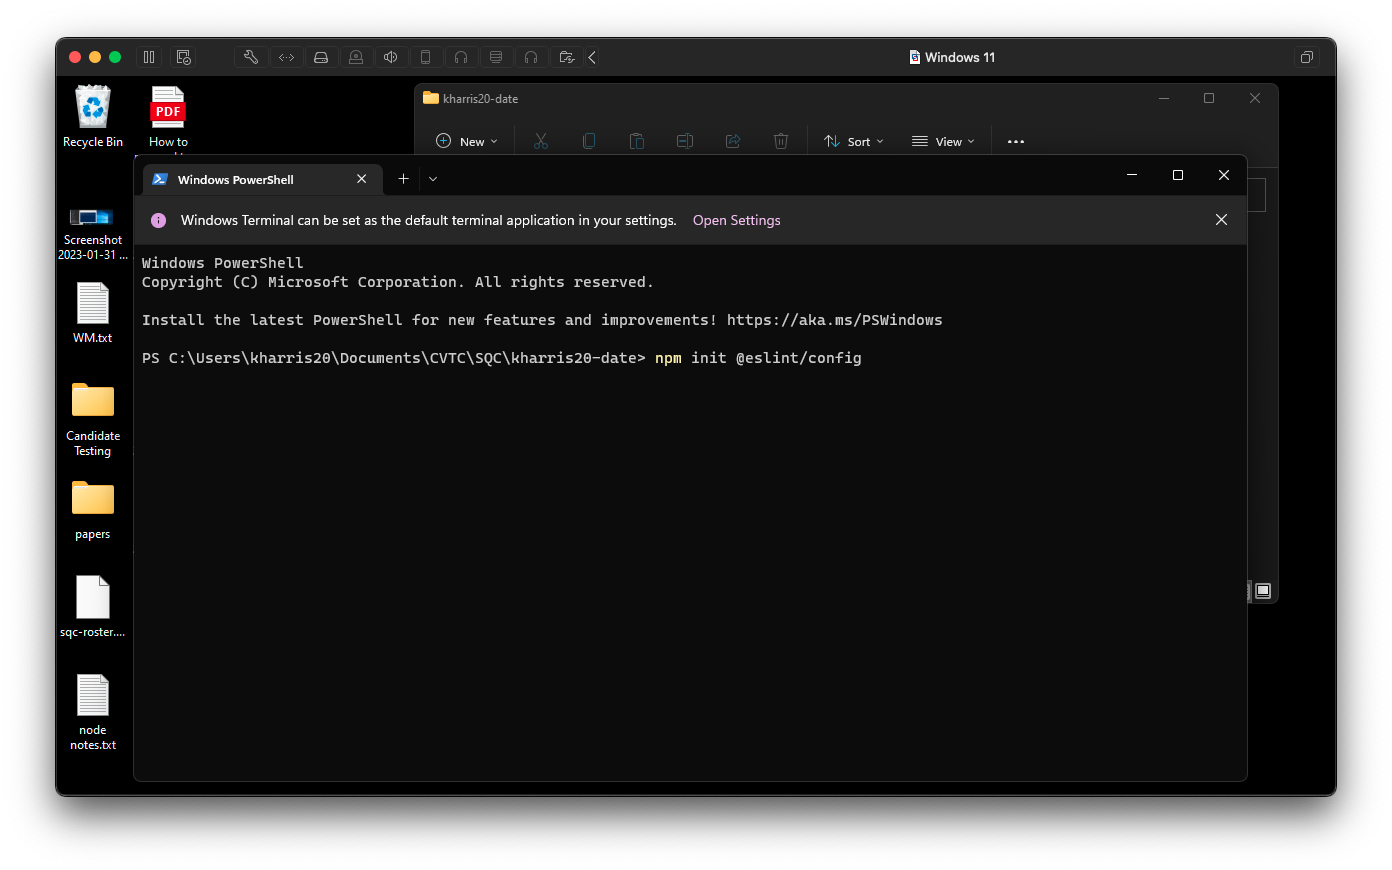 Windows 11
Recycle Bin
PDF
How to
kharris20-date
New
Sort
View
Windows PowerShell
Windows Terminal can be set as the default terminal application in your settings. Open Settings
Windows PowerShell
Copyright (C) Microsoft Corporation. All rights reserved.
Install the latest PowerShell for new features and improvements! https://aka.ms/PSWindows
PS C:\Users\kharris20\Documents\CVTC\SQC\kharris20-date> npm init @eslint/config
Screenshot
2023-01-31 ...
WM.txt
Candidate
Testing
papers
sqc-roster....
node
notes.txt